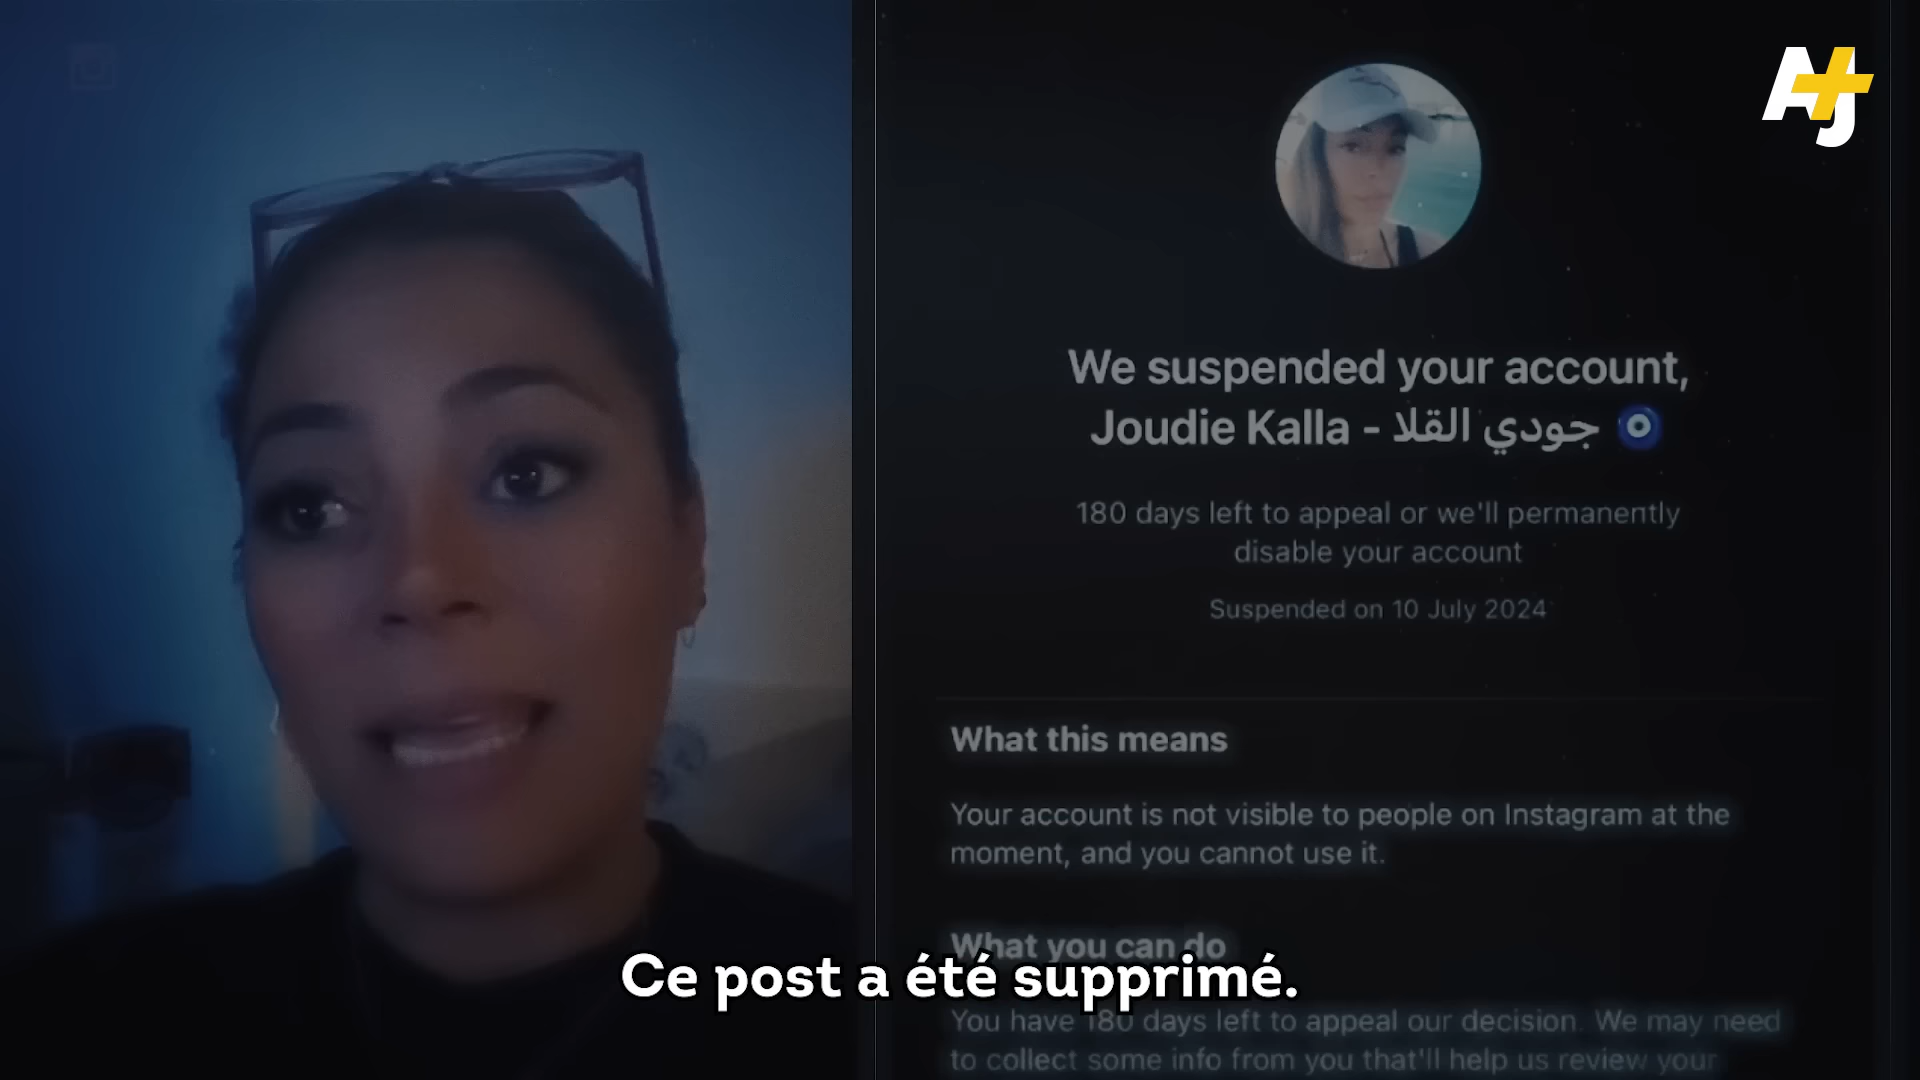 AJ+
We suspended your account,
Joudie Kalla - جودي القلا 🧿
180 days left to appeal or we'll permanently
disable your account
Suspended on 10 July 2024
What this means
Your account is not visible to people on Instagram at the
moment, and you cannot use it.
What you can do
Ce post a été supprimé.
You have 180 days left to appeal our decision. We may need
to collect some info from you that'll help us review your